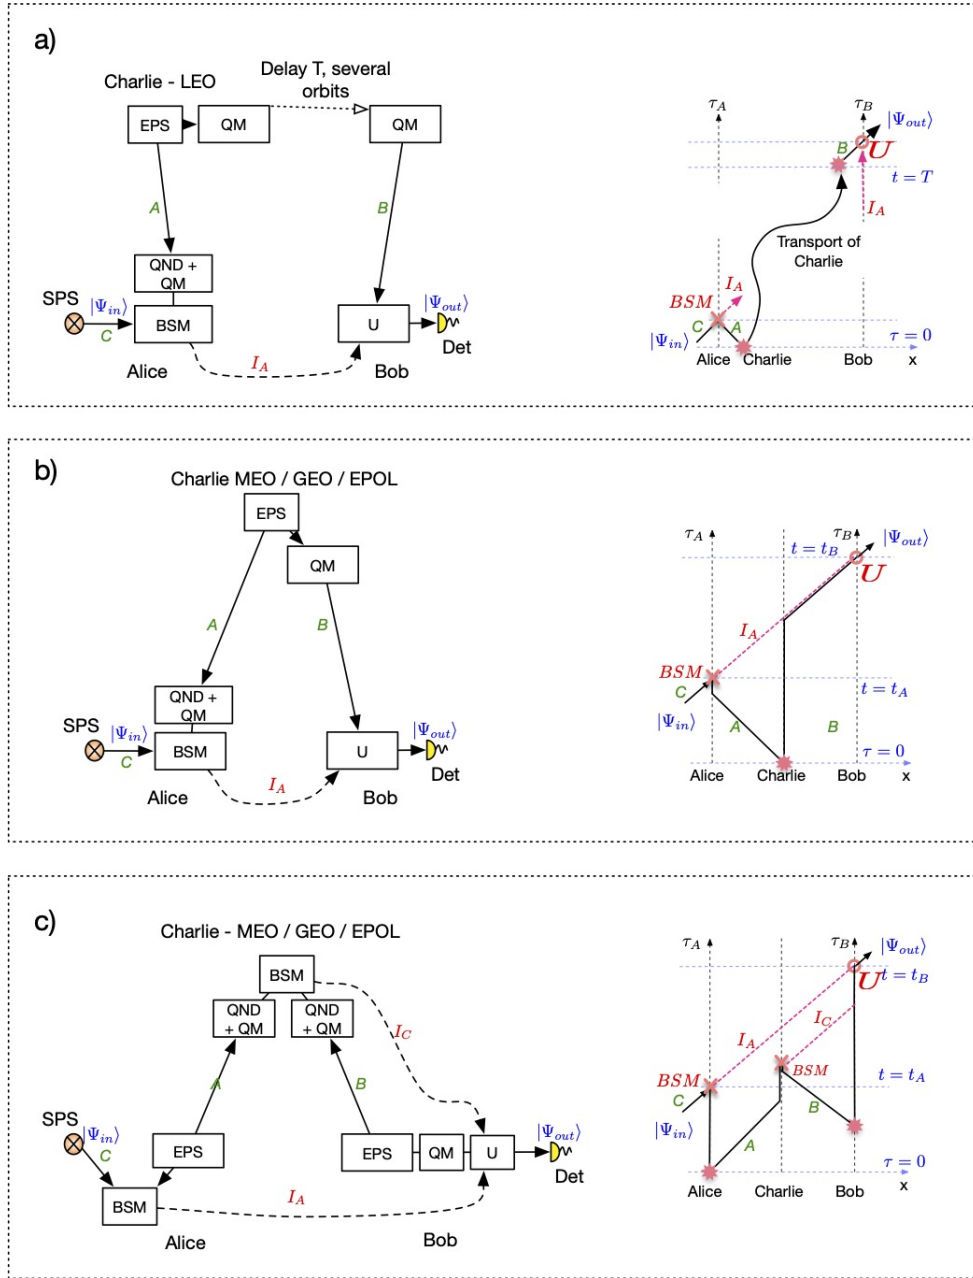 a)
Charlie - LEO
Delay T, several
orbits
EPS
QM
QM
A
B
QND +
QM
SPS
|Ψin⟩
C
BSM
U
|Ψout⟩
Det
Alice
IA
Bob
τA
τB
|Ψout⟩
B
U
t = T
IA
Transport of
Charlie
IA
BSM
C
A
|Ψin⟩
τ = 0
Alice
Charlie
Bob
x
b)
Charlie MEO / GEO / EPOL
EPS
QM
A
B
QND +
QM
SPS
|Ψin⟩
C
BSM
U
|Ψout⟩
Det
Alice
IA
Bob
τA
τB
t = tB
|Ψout⟩
U
IA
BSM
C
t = tA
|Ψin⟩
A
B
τ = 0
Alice
Charlie
Bob
x
c)
Charlie - MEO / GEO / EPOL
BSM
QND
+ QM
QND
+ QM
IC
A
B
SPS
|Ψin⟩
C
EPS
EPS
QM
U
|Ψout⟩
Det
BSM
IA
Alice
Bob
τA
τB
|Ψout⟩
U
t = tB
IC
IA
BSM
BSM
t = tA
C
B
|Ψin⟩
A
τ = 0
Alice
Charlie
Bob
x